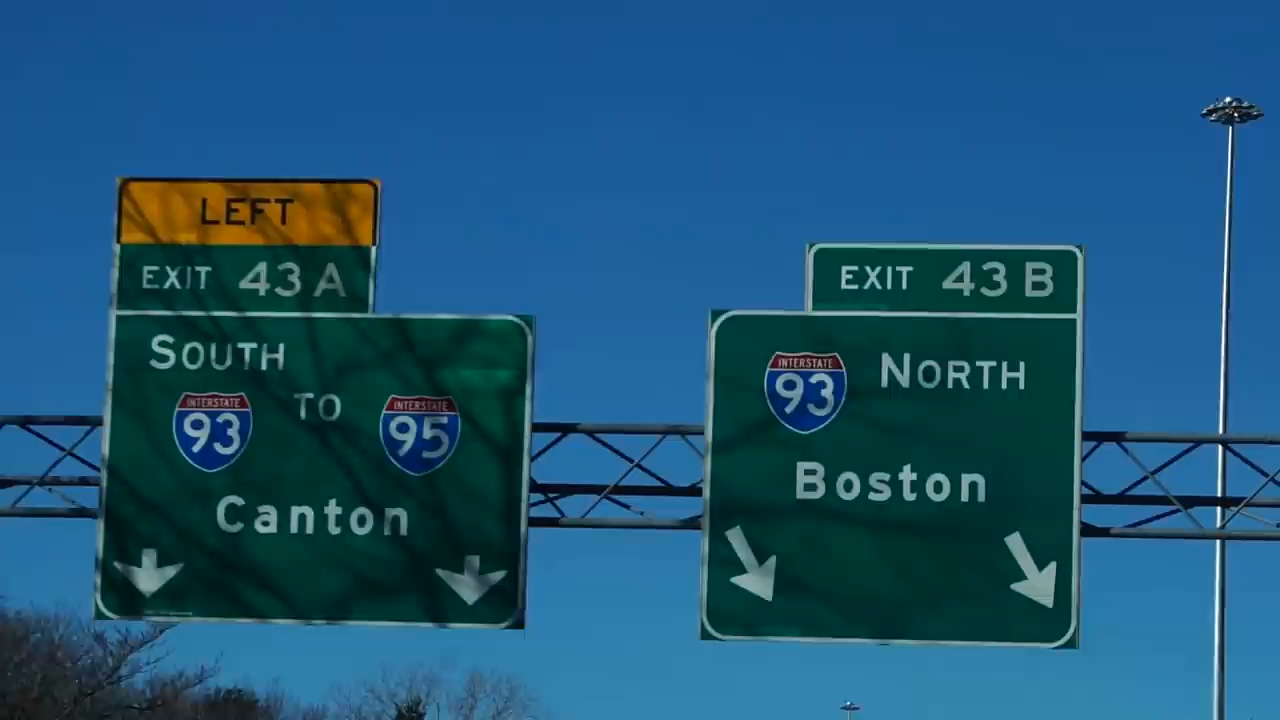 LEFT
EXIT 43 A
SOUTH
INTERSTATE 93 TO INTERSTATE 95
Canton
EXIT 43 B
INTERSTATE 93 NORTH
Boston